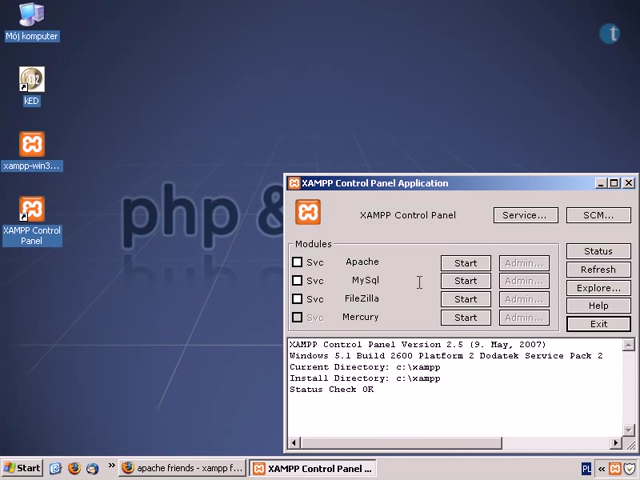 Mój komputer
kED
xampp-win3...
XAMPP Control
Panel
php &
t
XAMPP Control Panel Application
XAMPP Control Panel
Service...
SCM...
Modules
Svc Apache Start Admin...
Svc MySql Start Admin...
Svc FileZilla Start Admin...
Svc Mercury Start Admin...
Status
Refresh
Explore...
Help
Exit
XAMPP Control Panel Version 2.5 (9. May, 2007)
Windows 5.1 Build 2600 Platform 2 Dodatek Service Pack 2
Current Directory: c:\xampp
Install Directory: c:\xampp
Status Check OK
Start
apache friends - xampp f...
XAMPP Control Panel ...
PL